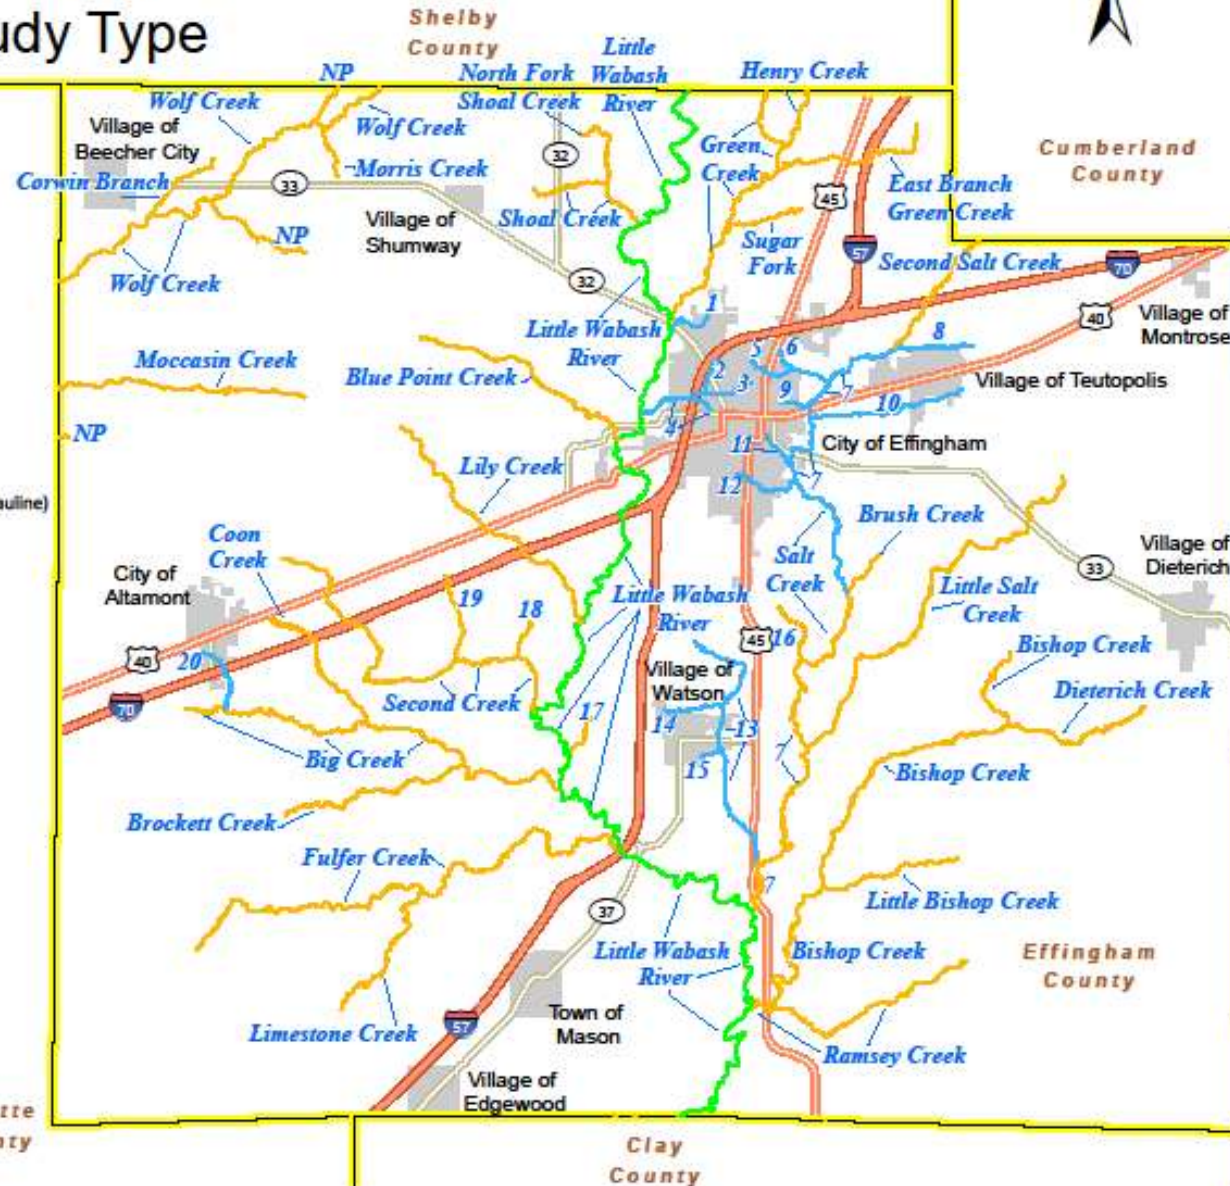 udy Type
Shelby
County
Little
Wabash
River
NP
North Fork
Shoal Creek
Henry Creek
Wolf Creek
Wolf Creek
Village of
Beecher City
Green
Creek
Cumberland
County
32
Morris Creek
Corwin Branch
33
45
East Branch
Green Creek
Shoal Creek
Village of
Shumway
NP
Sugar
Fork
57
Second Salt Creek
70
Wolf Creek
32
1
40
Village of
Montrose
Little Wabash
River
8
5
6
Moccasin Creek
Blue Point Creek
2
3
9
7
Village of Teutopolis
10
4
NP
11
City of Effingham
Lily Creek
7
12
auline)
Brush Creek
Coon
Creek
Salt
Creek
Village of
Dieterich
33
City of
Altamont
Little Salt
Creek
19
18
Little Wabash
River
45
16
Bishop Creek
40
20
Village of
Watson
Dieterich Creek
70
Second Creek
17
14
13
7
Big Creek
15
Bishop Creek
Brockett Creek
Fulfer Creek
7
Little Bishop Creek
37
Little Wabash
River
Bishop Creek
Effingham
County
57
Town of
Mason
Limestone Creek
Ramsey Creek
Village of
Edgewood
tte
nty
Clay
County